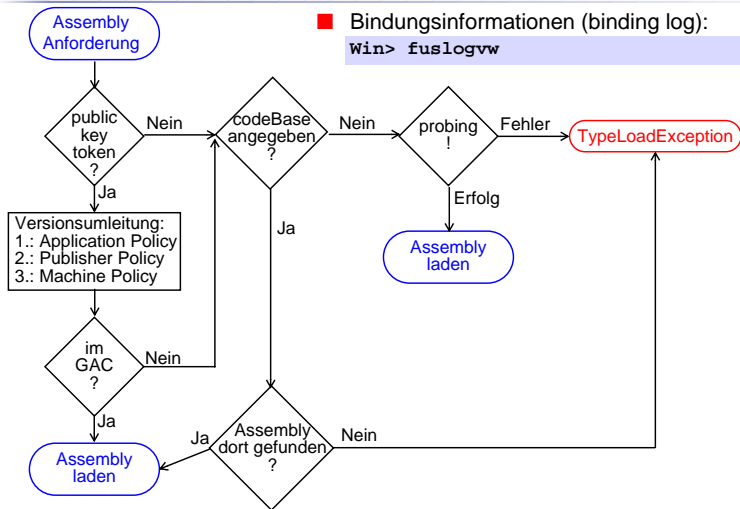 Assembly
Anforderung
Bindungsinformationen (binding log):
Win> fuslogvw
public
key
token
?
Nein
codeBase
angegeben
?
Nein
probing
!
Fehler
TypeLoadException
Ja
Erfolg
Versionsumleitung:
1.: Application Policy
2.: Publisher Policy
3.: Machine Policy
Ja
Assembly
laden
im
GAC
?
Nein
Ja
Assembly
laden
Ja
Assembly
dort gefunden
?
Nein